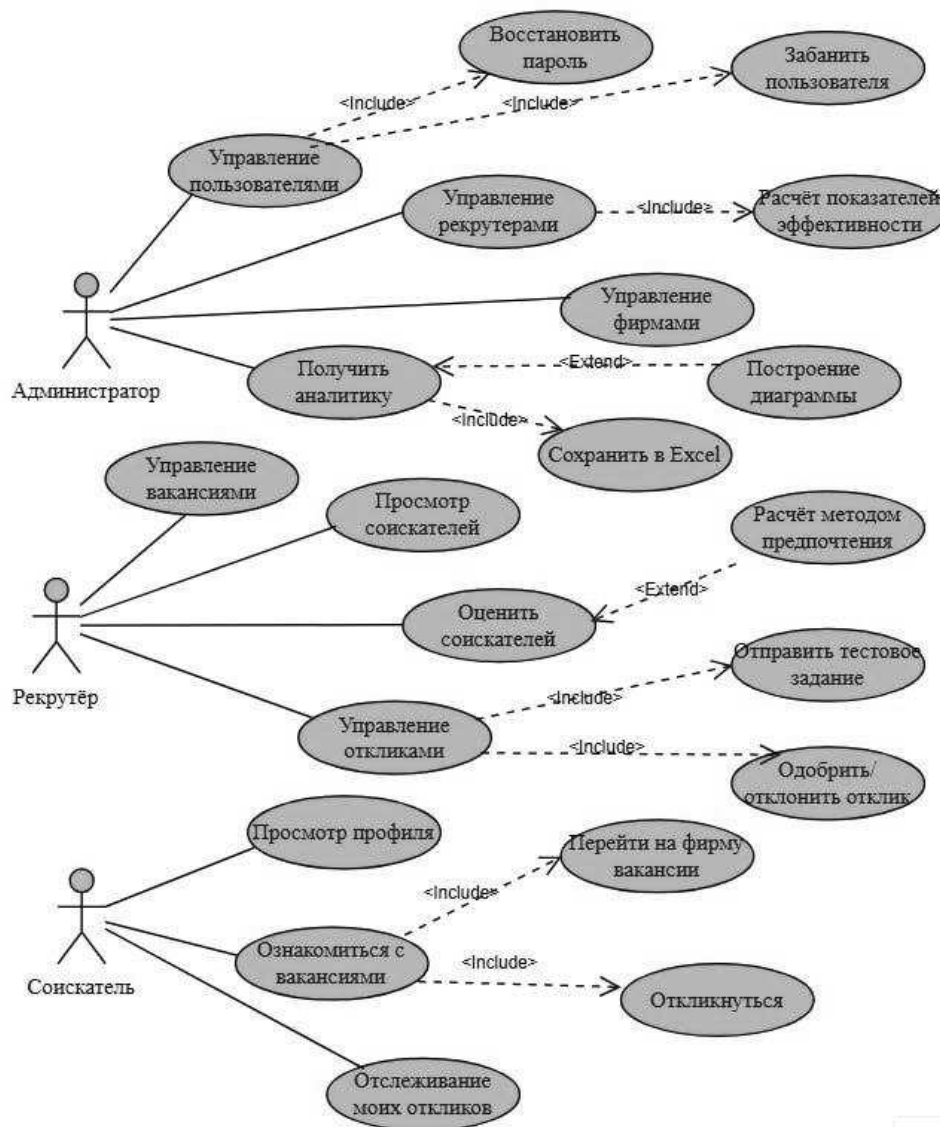 Восстановить
пароль
Забанить
пользователя
<Include>
<Include>
Управление
пользователями
Управление
рекрутерами
<Include>
Расчёт показателей
эффективности
Управление
фирмами
Администратор
Получить
аналитику
<Extend>
Построение
диаграммы
<Include>
Сохранить в Excel
Управление
вакансиями
Просмотр
соискателей
Расчёт методом
предпочтения
<Extend>
Рекрутёр
Оценить
соискателей
Отправить тестовое
задание
<Include>
Управление
откликами
<Include>
Одобрить/
отклонить отклик
Просмотр профиля
Перейти на фирму
вакансии
<Include>
Соискатель
Ознакомиться с
вакансиями
<Include>
Откликнуться
Отслеживание
моих откликов